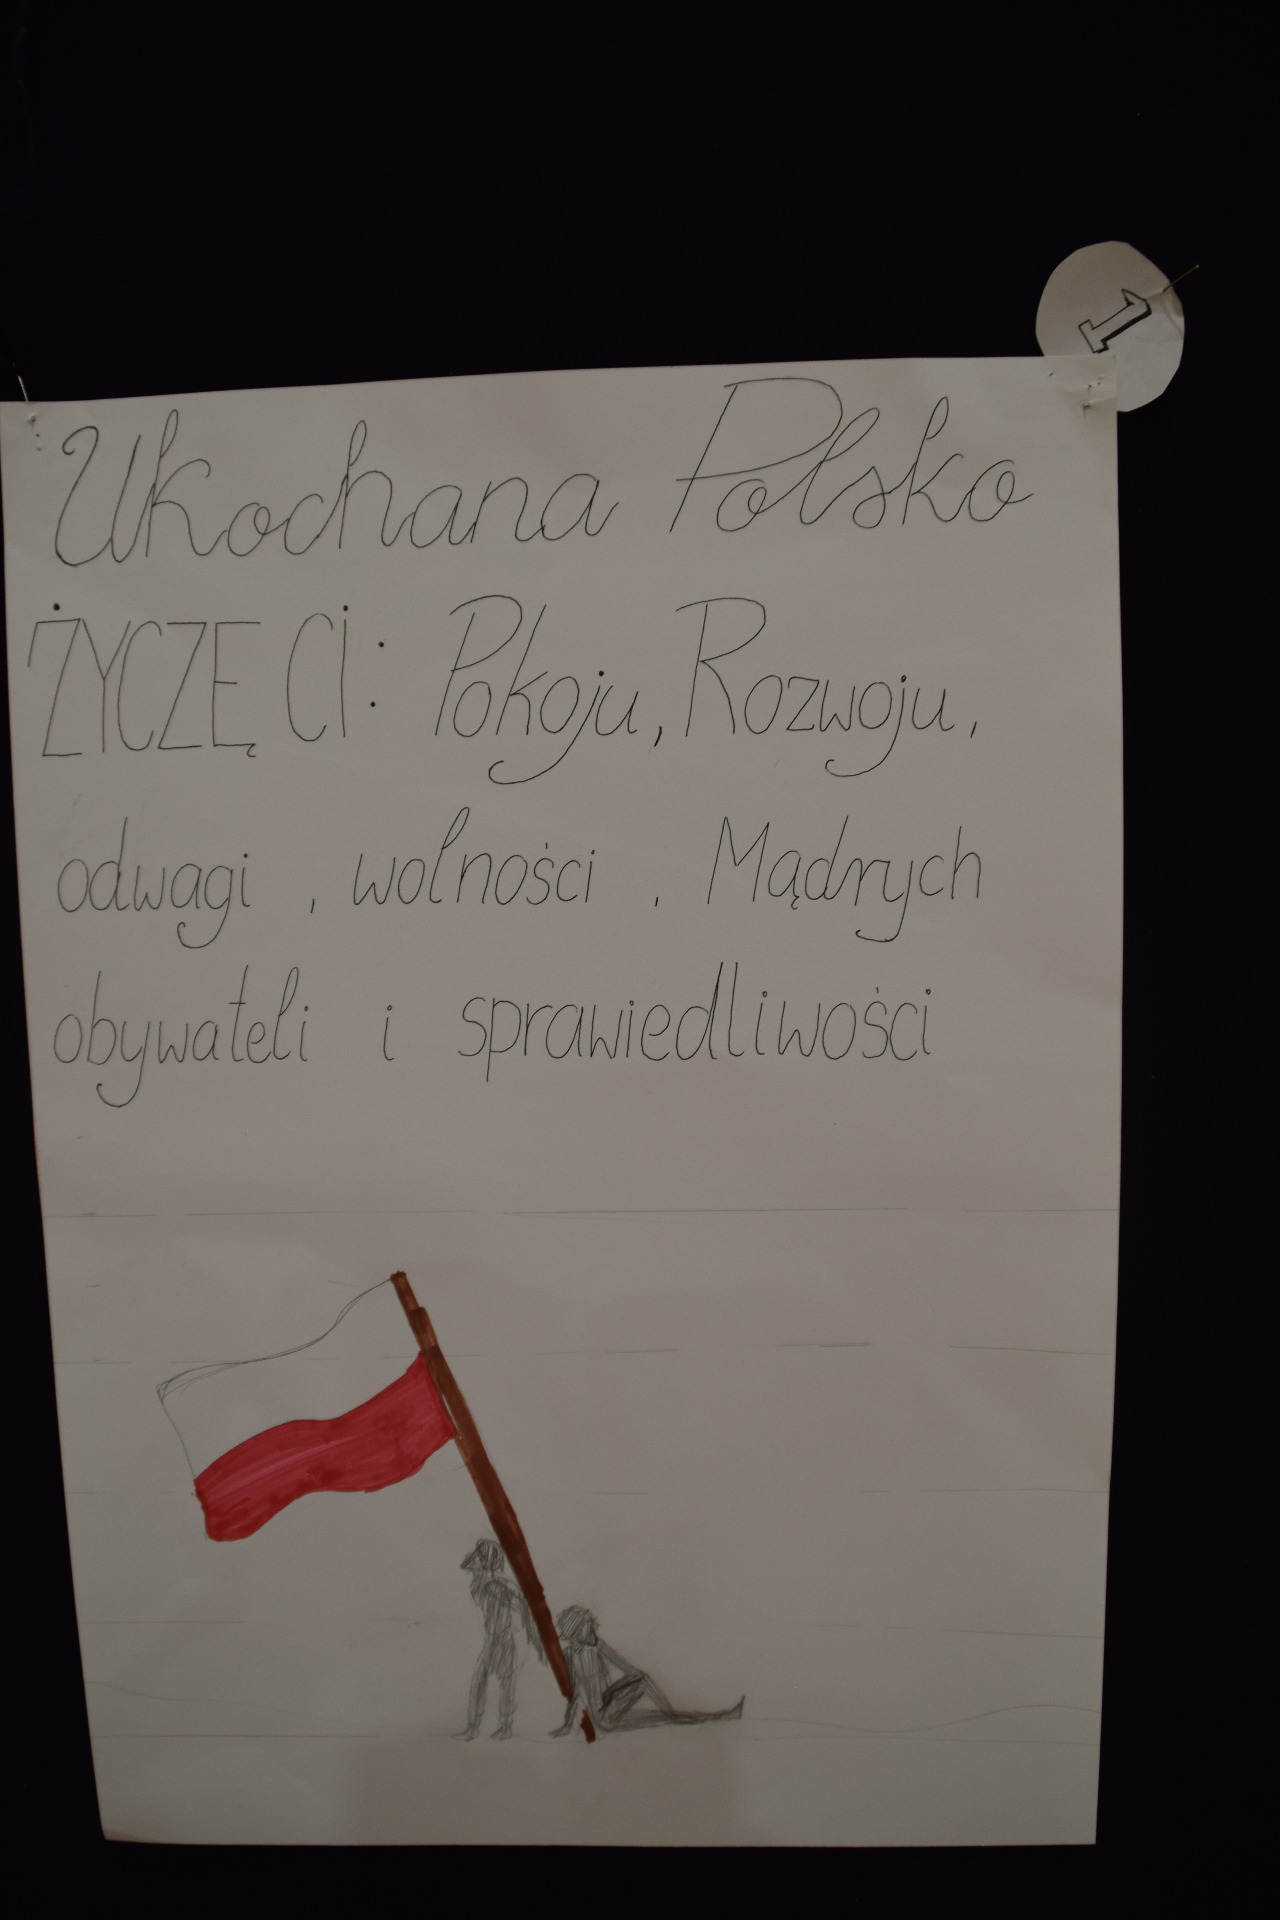 1
Ukochana Polsko
ŻYCZĘ Ci: Pokoju, Rozwoju,
odwagi , wolności , Mądrych
obywateli i sprawiedliwości